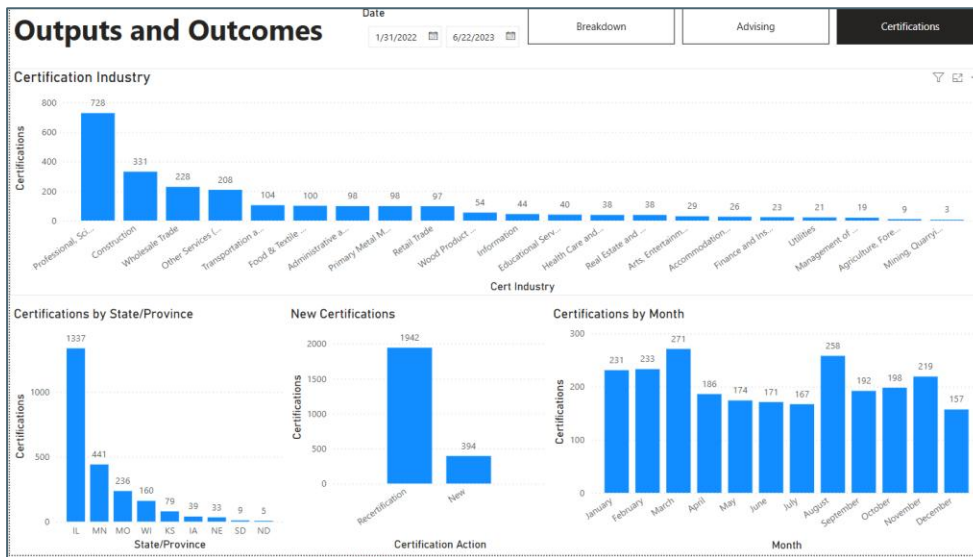 Outputs and Outcomes
Date
1/31/2022 6/22/2023
Breakdown
Advising
Certifications
Certification Industry
Certifications
800
600
400
200
0
728 331 228 208 104 100 98 98 97 54 44 40 38 38 29 26 23 21 19 9 3
Professional, Sci...
Construction
Wholesale Trade
Other Services (...
Transportation a...
Food & Textile ...
Administrative a...
Primary Metal M...
Retail Trade
Wood Product ...
Information
Educational Serv...
Health Care and...
Real Estate and ...
Arts, Entertainm...
Accommodation...
Finance and Ins...
Utilities
Management of ...
Agriculture, Fore...
Mining, Quarryi...
Cert Industry
Certifications by State/Province
Certifications
1000
500
0
1337 441 236 160 79 39 33 9 5
IL MN MO WI KS IA NE SD ND
State/Province
New Certifications
Certifications
2000
1500
1000
500
0
1942 394
Recertification
New
Certification Action
Certifications by Month
Certifications
300
200
100
0
231 233 271 186 174 171 167 258 192 198 219 157
January
February
March
April
May
June
July
August
September
October
November
December
Month